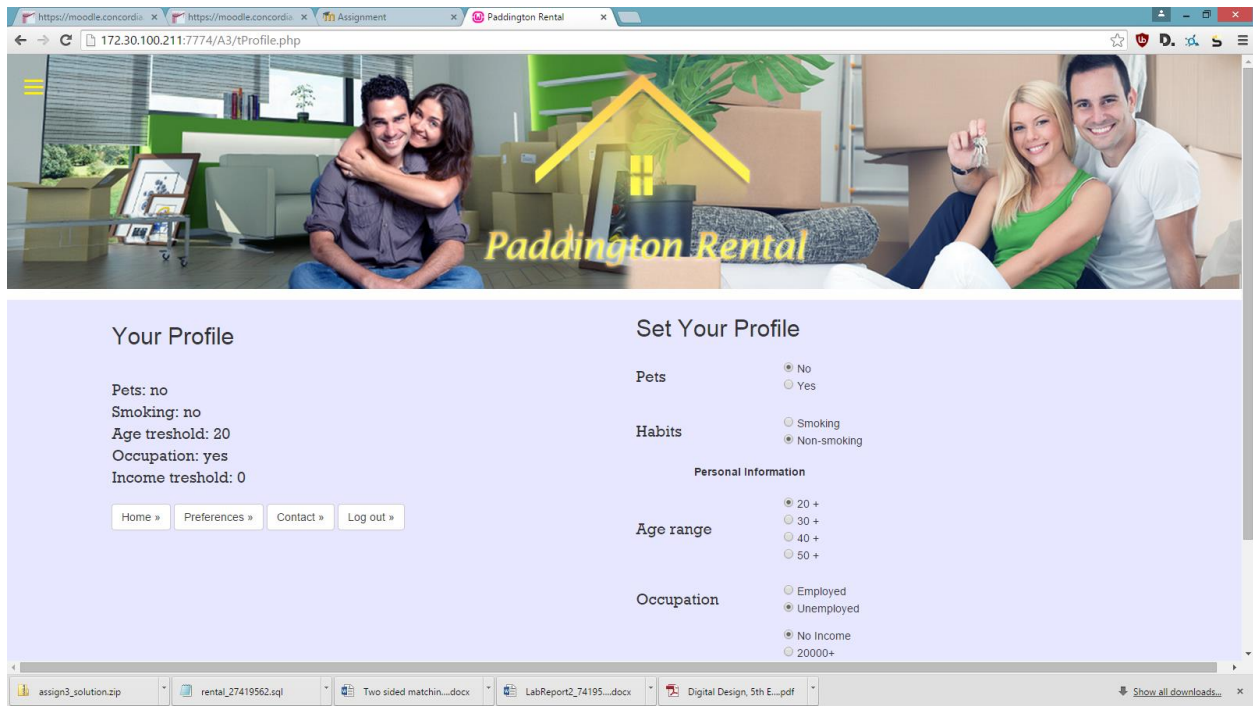 https://moodle.concordia
https://moodle.concordia
Assignment
Paddington Rental
172.30.100.211:7774/A3/tProfile.php
Paddington Rental
Your Profile
Pets: no
Smoking: no
Age treshold: 20
Occupation: yes
Income treshold: 0
Home »
Preferences »
Contact »
Log out »
Set Your Profile
Pets
No
Yes
Habits
Smoking
Non-smoking
Personal Information
Age range
20 +
30 +
40 +
50 +
Occupation
Employed
Unemployed
No Income
20000+
assign3_solution.zip
rental_27419562.sql
Two sided matchin....docx
LabReport2_74195....docx
Digital Design, 5th E....pdf
Show all downloads...